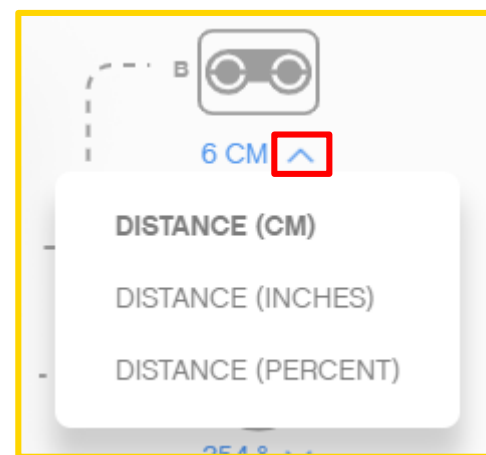 B
6 CM
DISTANCE (CM)
DISTANCE (INCHES)
DISTANCE (PERCENT)